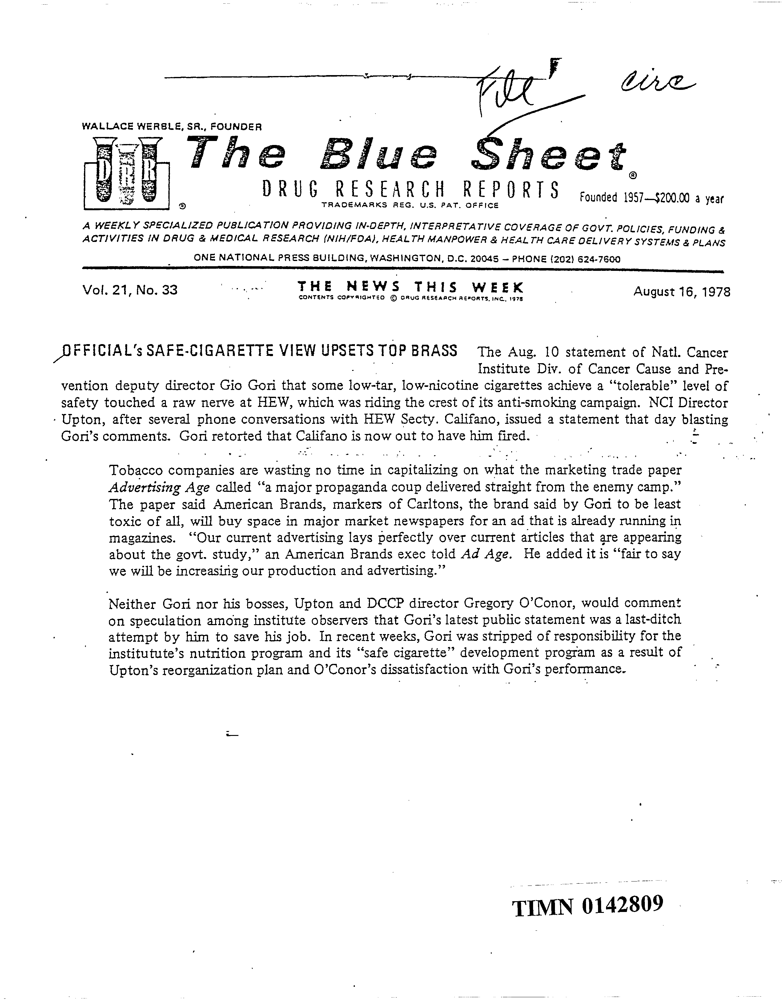 File circ
WALLACE WERBLE, SR., FOUNDER
The Blue Sheet ®
D R R ®
DRUG RESEARCH REPORTS
TRADEMARKS REG. U.S. PAT. OFFICE
Founded 1957—$200.00 a year
A WEEKLY SPECIALIZED PUBLICATION PROVIDING IN-DEPTH, INTERPRETATIVE COVERAGE OF GOVT. POLICIES, FUNDING &
ACTIVITIES IN DRUG & MEDICAL RESEARCH (NIH/FDA), HEALTH MANPOWER & HEALTH CARE DELIVERY SYSTEMS & PLANS
ONE NATIONAL PRESS BUILDING, WASHINGTON, D.C. 20045 – PHONE (202) 624-7600
Vol. 21, No. 33
THE NEWS THIS WEEK
CONTENTS COPYRIGHTED © DRUG RESEARCH REPORTS, INC., 1978
August 16, 1978
OFFICIAL's SAFE-CIGARETTE VIEW UPSETS TOP BRASS The Aug. 10 statement of Natl. Cancer
Institute Div. of Cancer Cause and Pre-
vention deputy director Gio Gori that some low-tar, low-nicotine cigarettes achieve a "tolerable" level of
safety touched a raw nerve at HEW, which was riding the crest of its anti-smoking campaign. NCI Director
Upton, after several phone conversations with HEW Secty. Califano, issued a statement that day blasting
Gori's comments. Gori retorted that Califano is now out to have him fired.
Tobacco companies are wasting no time in capitalizing on what the marketing trade paper
Advertising Age called "a major propaganda coup delivered straight from the enemy camp."
The paper said American Brands, markers of Carltons, the brand said by Gori to be least
toxic of all, will buy space in major market newspapers for an ad that is already running in
magazines. "Our current advertising lays perfectly over current articles that are appearing
about the govt. study," an American Brands exec told Ad Age. He added it is "fair to say
we will be increasing our production and advertising."
Neither Gori nor his bosses, Upton and DCCP director Gregory O'Conor, would comment
on speculation among institute observers that Gori's latest public statement was a last-ditch
attempt by him to save his job. In recent weeks, Gori was stripped of responsibility for the
institutute's nutrition program and its "safe cigarette" development program as a result of
Upton's reorganization plan and O'Conor's dissatisfaction with Gori's performance.
TIMN 0142809